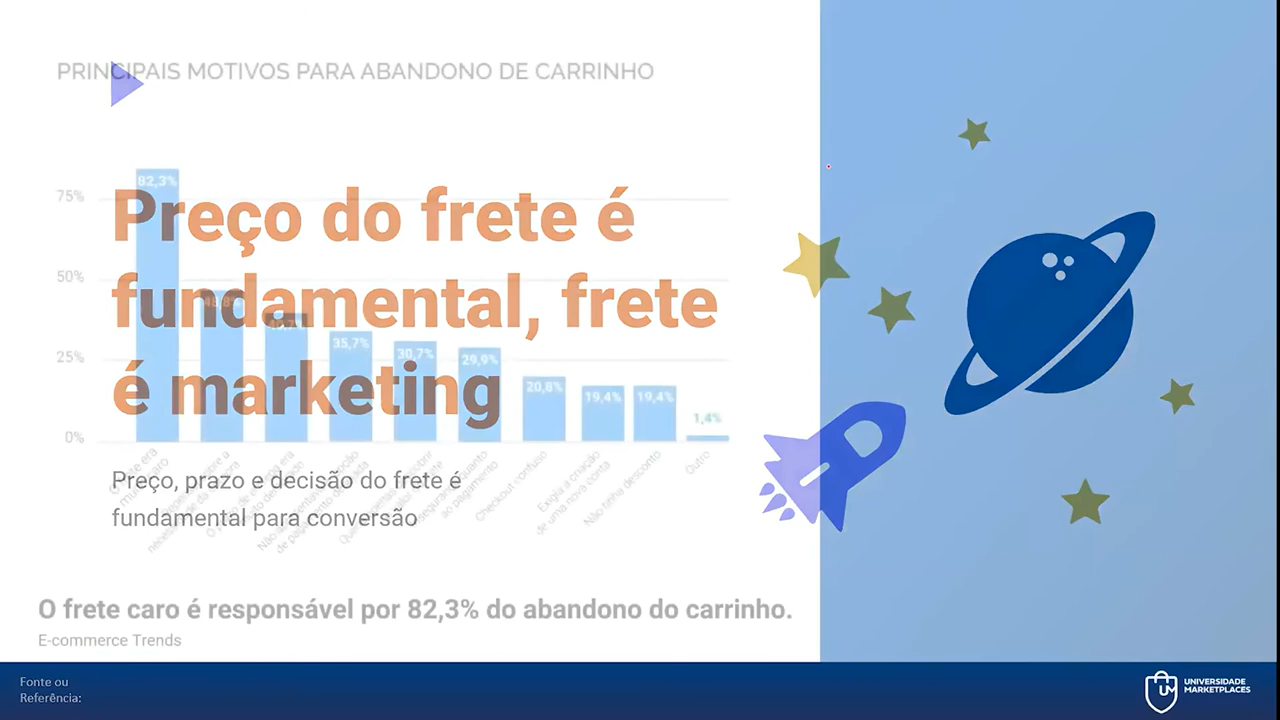 PRINCIPAIS MOTIVOS PARA ABANDONO DE CARRINHO
75%
50%
25%
0%
82,3%
35,7%
30,7%
29,9%
20,8%
19,4%
19,4%
1,4%
Preço do frete é
fundamental, frete
é marketing
Checkout confuso
Exigia a criação
de uma nova conta
Não tinha desconto
Outro
Preço, prazo e decisão do frete é
fundamental para conversão
O frete caro é responsável por 82,3% do abandono do carrinho.
E-commerce Trends
Fonte ou
Referência:
UM
UNIVERSIDADE
MARKETPLACES